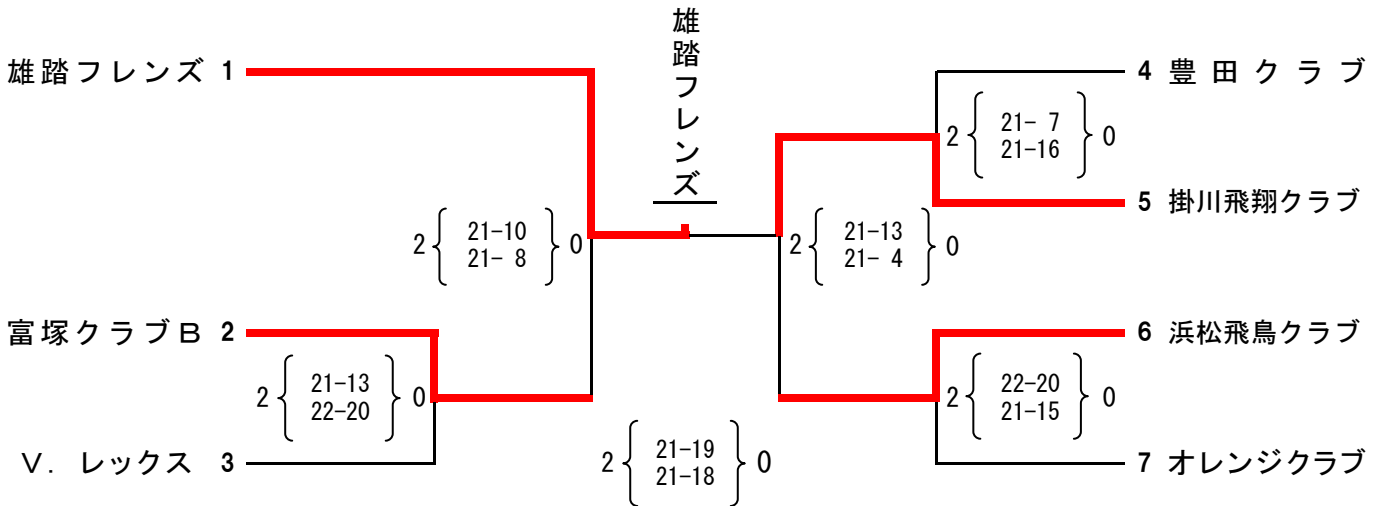 雄踏フレンズ
雄踏フレンズ 1
4 豊田クラブ
2 { 21- 7 } 0
21-16
5 掛川飛翔クラブ
2 { 21-10 } 0
21- 8
2 { 21-13 } 0
21- 4
富塚クラブB 2
6 浜松飛鳥クラブ
2 { 21-13 } 0
22-20
2 { 22-20 } 0
21-15
V. レックス 3
2 { 21-19 } 0
21-18
7 オレンジクラブ